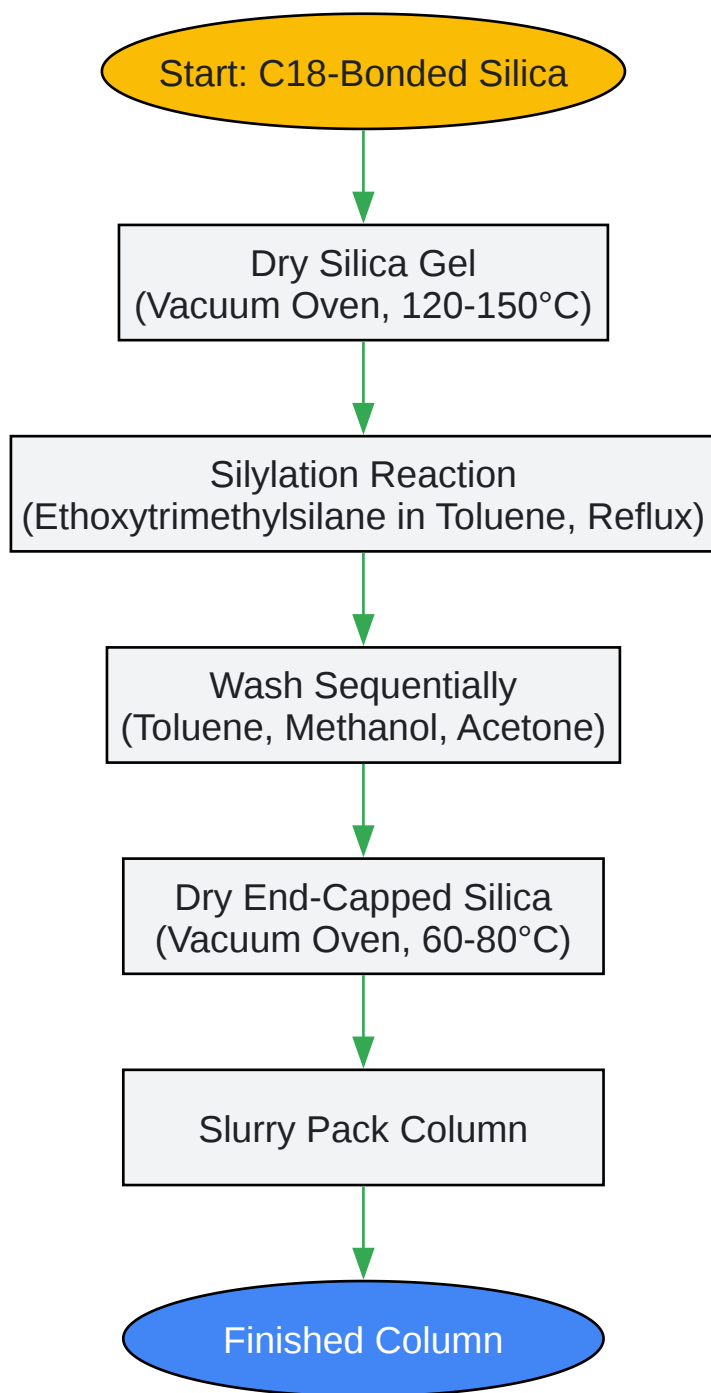 Start: C18-Bonded Silica
Dry Silica Gel
(Vacuum Oven, 120-150°C)
Silylation Reaction
(Ethoxytrimethylsilane in Toluene, Reflux)
Wash Sequentially
(Toluene, Methanol, Acetone)
Dry End-Capped Silica
(Vacuum Oven, 60-80°C)
Slurry Pack Column
Finished Column